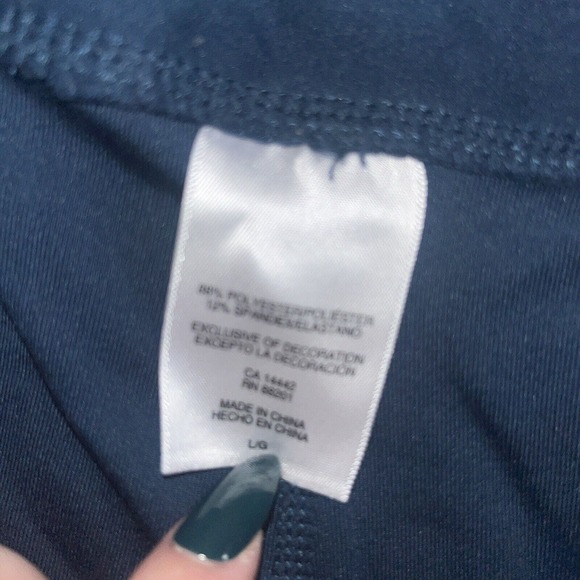 88% POLYESTER/POLIÉSTER
12% SPANDEX/ELASTANO
EXCLUSIVE OF DECORATION
EXCEPTO LA DECORACIÓN
CA 14442
RN 66201
MADE IN CHINA
HECHO EN CHINA
L/G